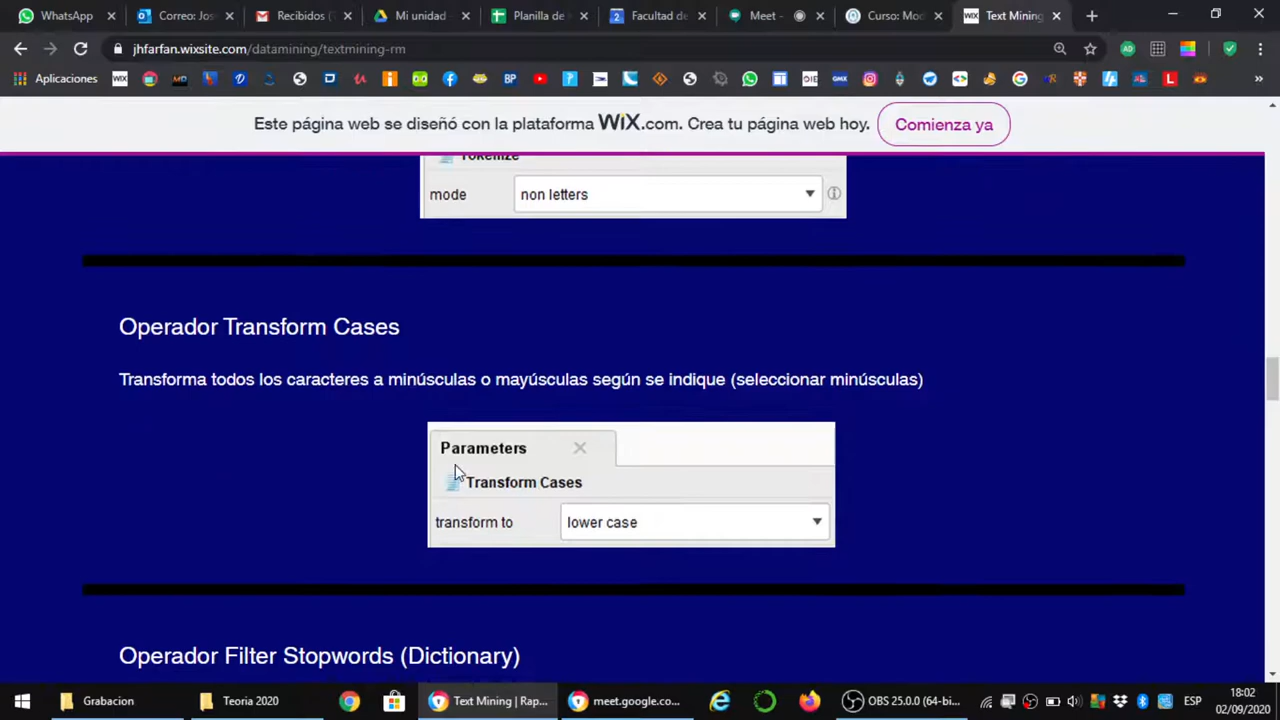 WhatsApp
Correo: Jos
Recibidos (
Mi unidad
Planilla de
Facultad de
Meet -
Curso: Mod
Text Mining
jhfarfan.wixsite.com/datamining/textmining-rm
Aplicaciones
Este página web se diseñó con la plataforma WiX.com. Crea tu página web hoy.
Comienza ya
Tokenize
mode
non letters
Operador Transform Cases
Transforma todos los caracteres a minúsculas o mayúsculas según se indique (seleccionar minúsculas)
Parameters
Transform Cases
transform to
lower case
Operador Filter Stopwords (Dictionary)
Grabacion
Teoria 2020
Text Mining | Rap...
meet.google.co...
OBS 25.0.0 (64-bi...
ESP
18:02
02/09/2020